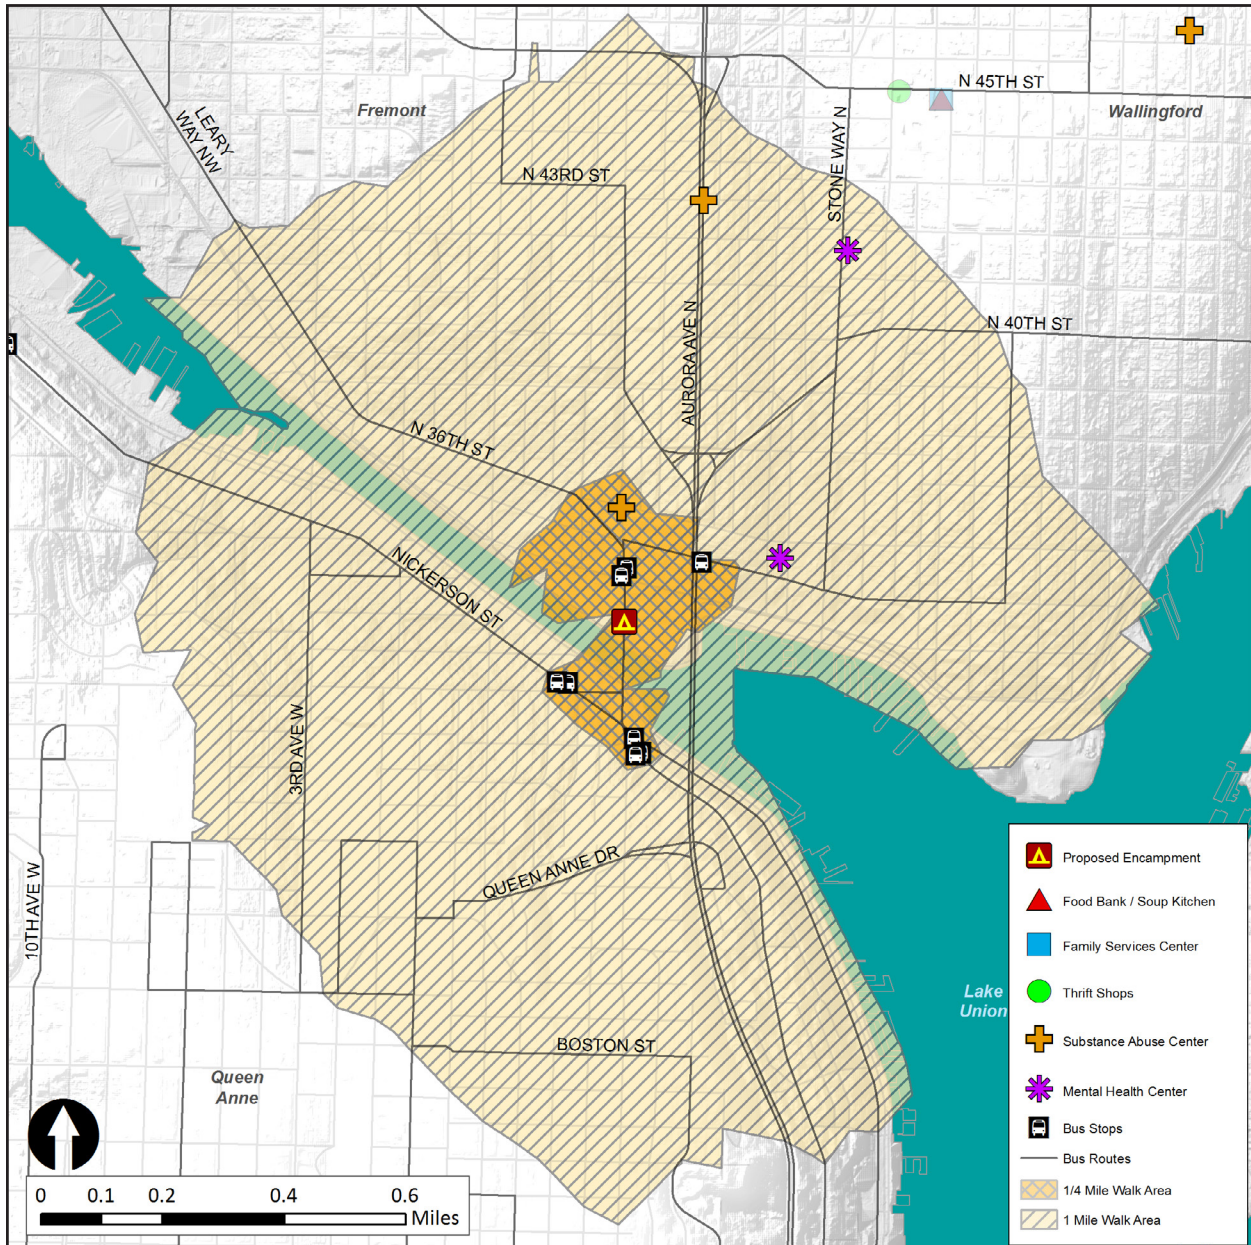 N 45TH ST
Fremont
Wallingford
LEARY
WAY NW
STONE WAY N
N 43RD ST
AURORA AVE N
N 40TH ST
N 36TH ST
NICKERSON ST
3RD AVE W
QUEEN ANNE DR
10TH AVE W
Lake
Union
BOSTON ST
Queen
Anne
Proposed Encampment
Food Bank / Soup Kitchen
Family Services Center
Thrift Shops
Substance Abuse Center
Mental Health Center
Bus Stops
Bus Routes
1/4 Mile Walk Area
1 Mile Walk Area
0 0.1 0.2 0.4 0.6
Miles